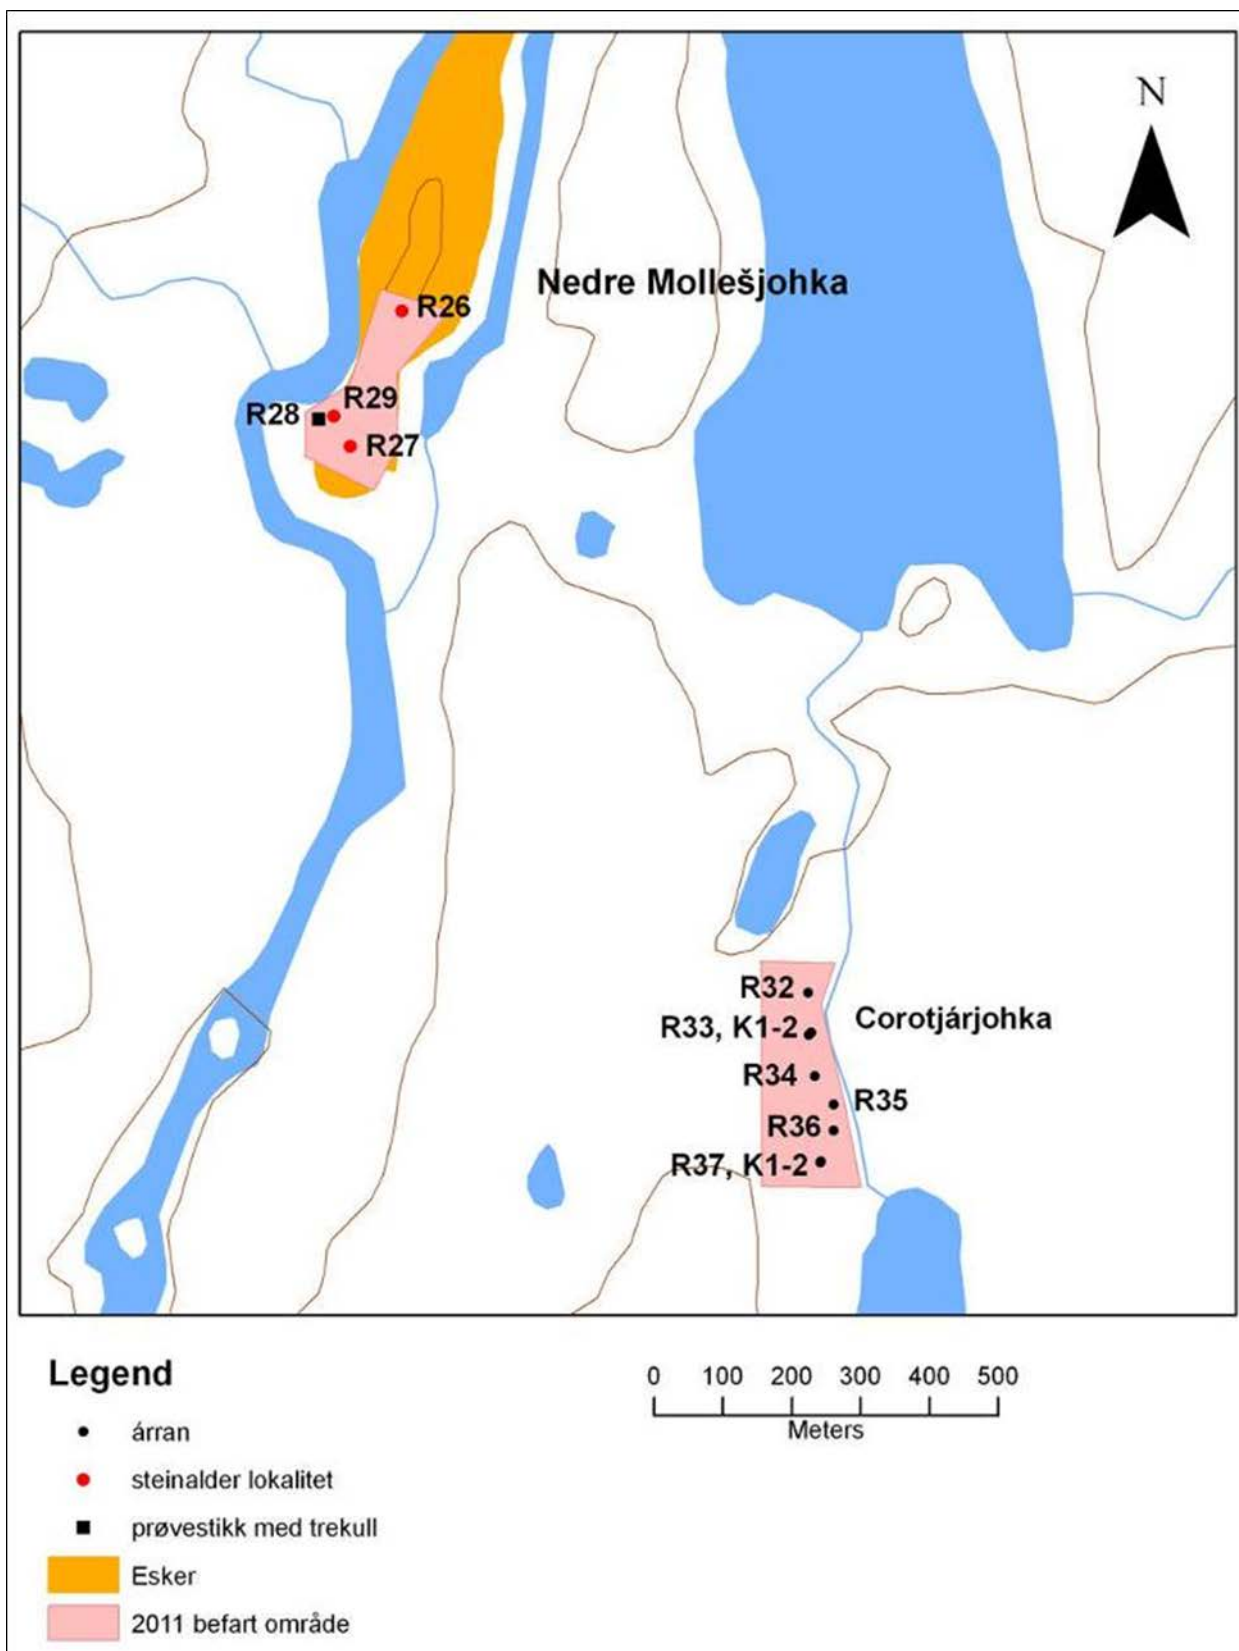 N
Nedre Mollešjohka
R26
R29
R28
R27
R32
R33, K1-2
Corotjárjohka
R34
R35
R36
R37, K1-2
Legend
0 100 200 300 400 500
Meters
árran
steinalder lokalitet
prøvestikk med trekull
Esker
2011 befart område